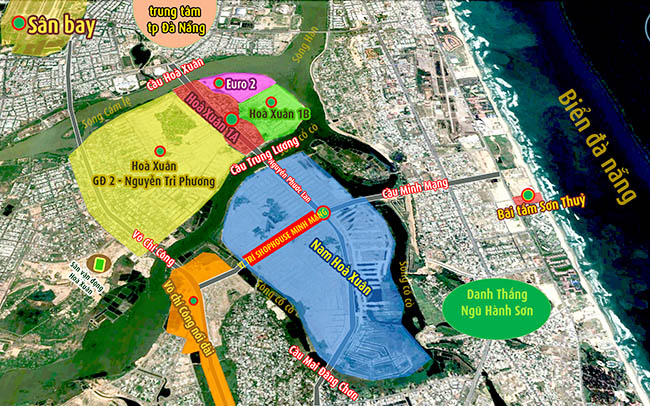 trung tâm
tp Đà Nẵng
Sân bay
Cầu Hoà Xuân
Sông Hàn
Euro 2
Sông Cẩm lệ
Hoà Xuân 1B
Hoà Xuân 1A
Biển đà nẵng
Hoà Xuân
GĐ 2 - Nguyễn Tri Phương
Cầu Trung Lương
Sông cổ cò
Nguyễn Phước Lan
Cầu Minh Mạng
Bãi tắm Sơn Thuỷ
Võ Chí Công
VỊ TRÍ SHOPHOUSE MINH MẠNG
Nam Hoà Xuân
Sân vận động
Hoà Xuân
Sông cổ cò
Sông cổ cò
Võ chí Công nối dài
Danh Thắng
Ngũ Hành Sơn
Cầu Mai Đăng Chơn